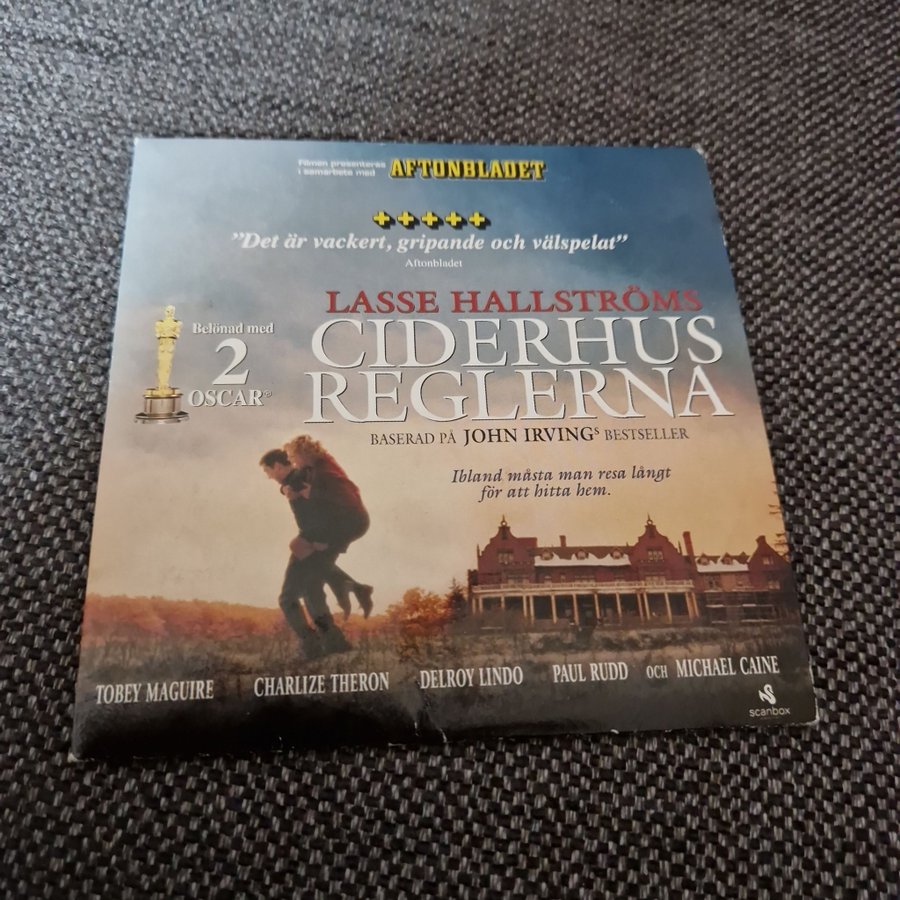 Filmen presenteras
i samarbete med AFTONBLADET
+++++
"Det är vackert, gripande och välspelat"
Aftonbladet
LASSE HALLSTRÖMS
CIDERHUS
REGLERNA
BASERAD PÅ JOHN IRVINGS BESTSELLER
Belönad med
2
OSCAR®
Ibland måsta man resa långt
för att hitta hem.
TOBEY MAGUIRE CHARLIZE THERON DELROY LINDO PAUL RUDD OCH MICHAEL CAINE
scanbox